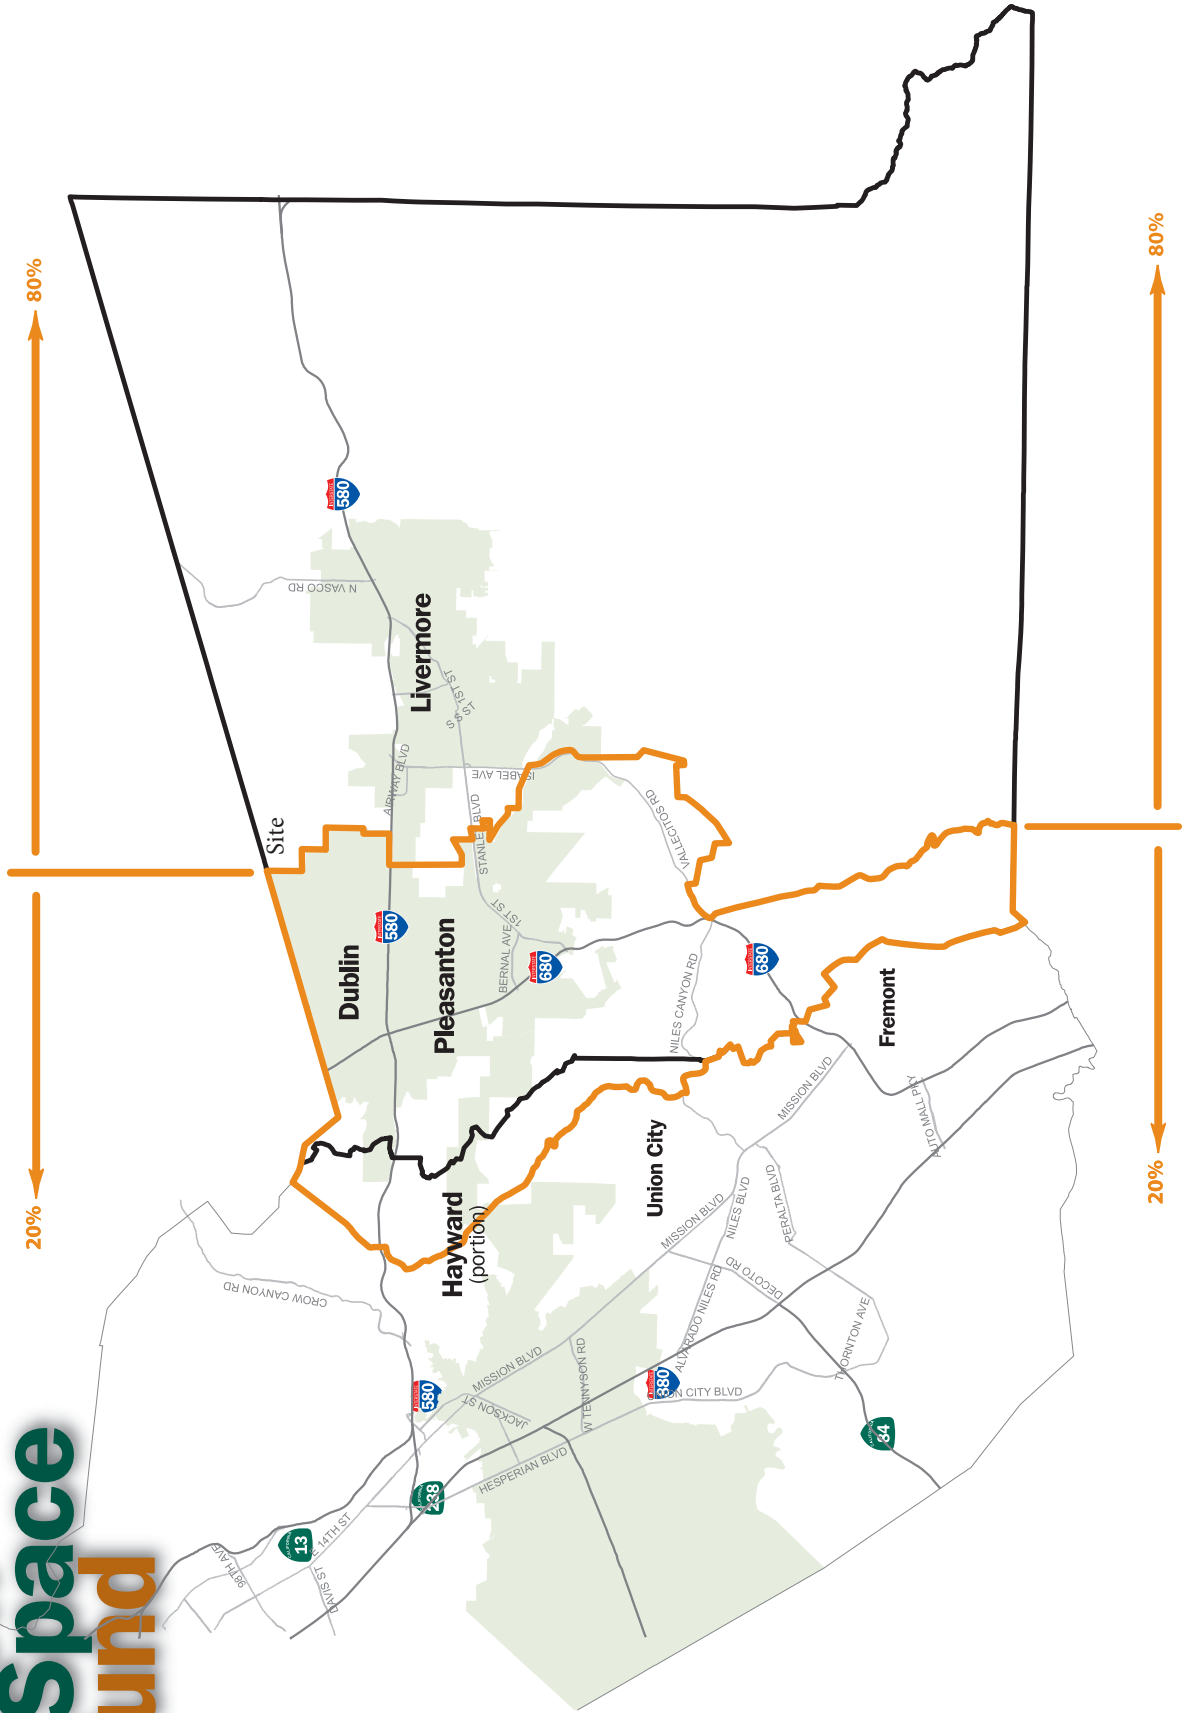 Space
20%
80%
und
98TH AVE
13
E 14TH ST
DAVIS ST
CROW CANYON RD
Site
N VASCO RD
580
Dublin
580
AIRWAY BLVD
580
238
Livermore
Hayward
(portion)
Pleasanton
S S ST
1ST ST
STANLEY BLVD
ISABEL AVE
JACKSON ST
MISSION BLVD
HESPERIAN BLVD
BERNAL AVE
1ST ST
680
W TENNYSON RD
Union City
VALLECITOS RD
880
NILES CANYON RD
MISSION BLVD
UNION CITY BLVD
ALVARADO NILES RD
NILES BLVD
DECOTO RD
PERALTA BLVD
680
MISSION BLVD
THORNTON AVE
84
Fremont
AUTO MALL PKY
20%
80%